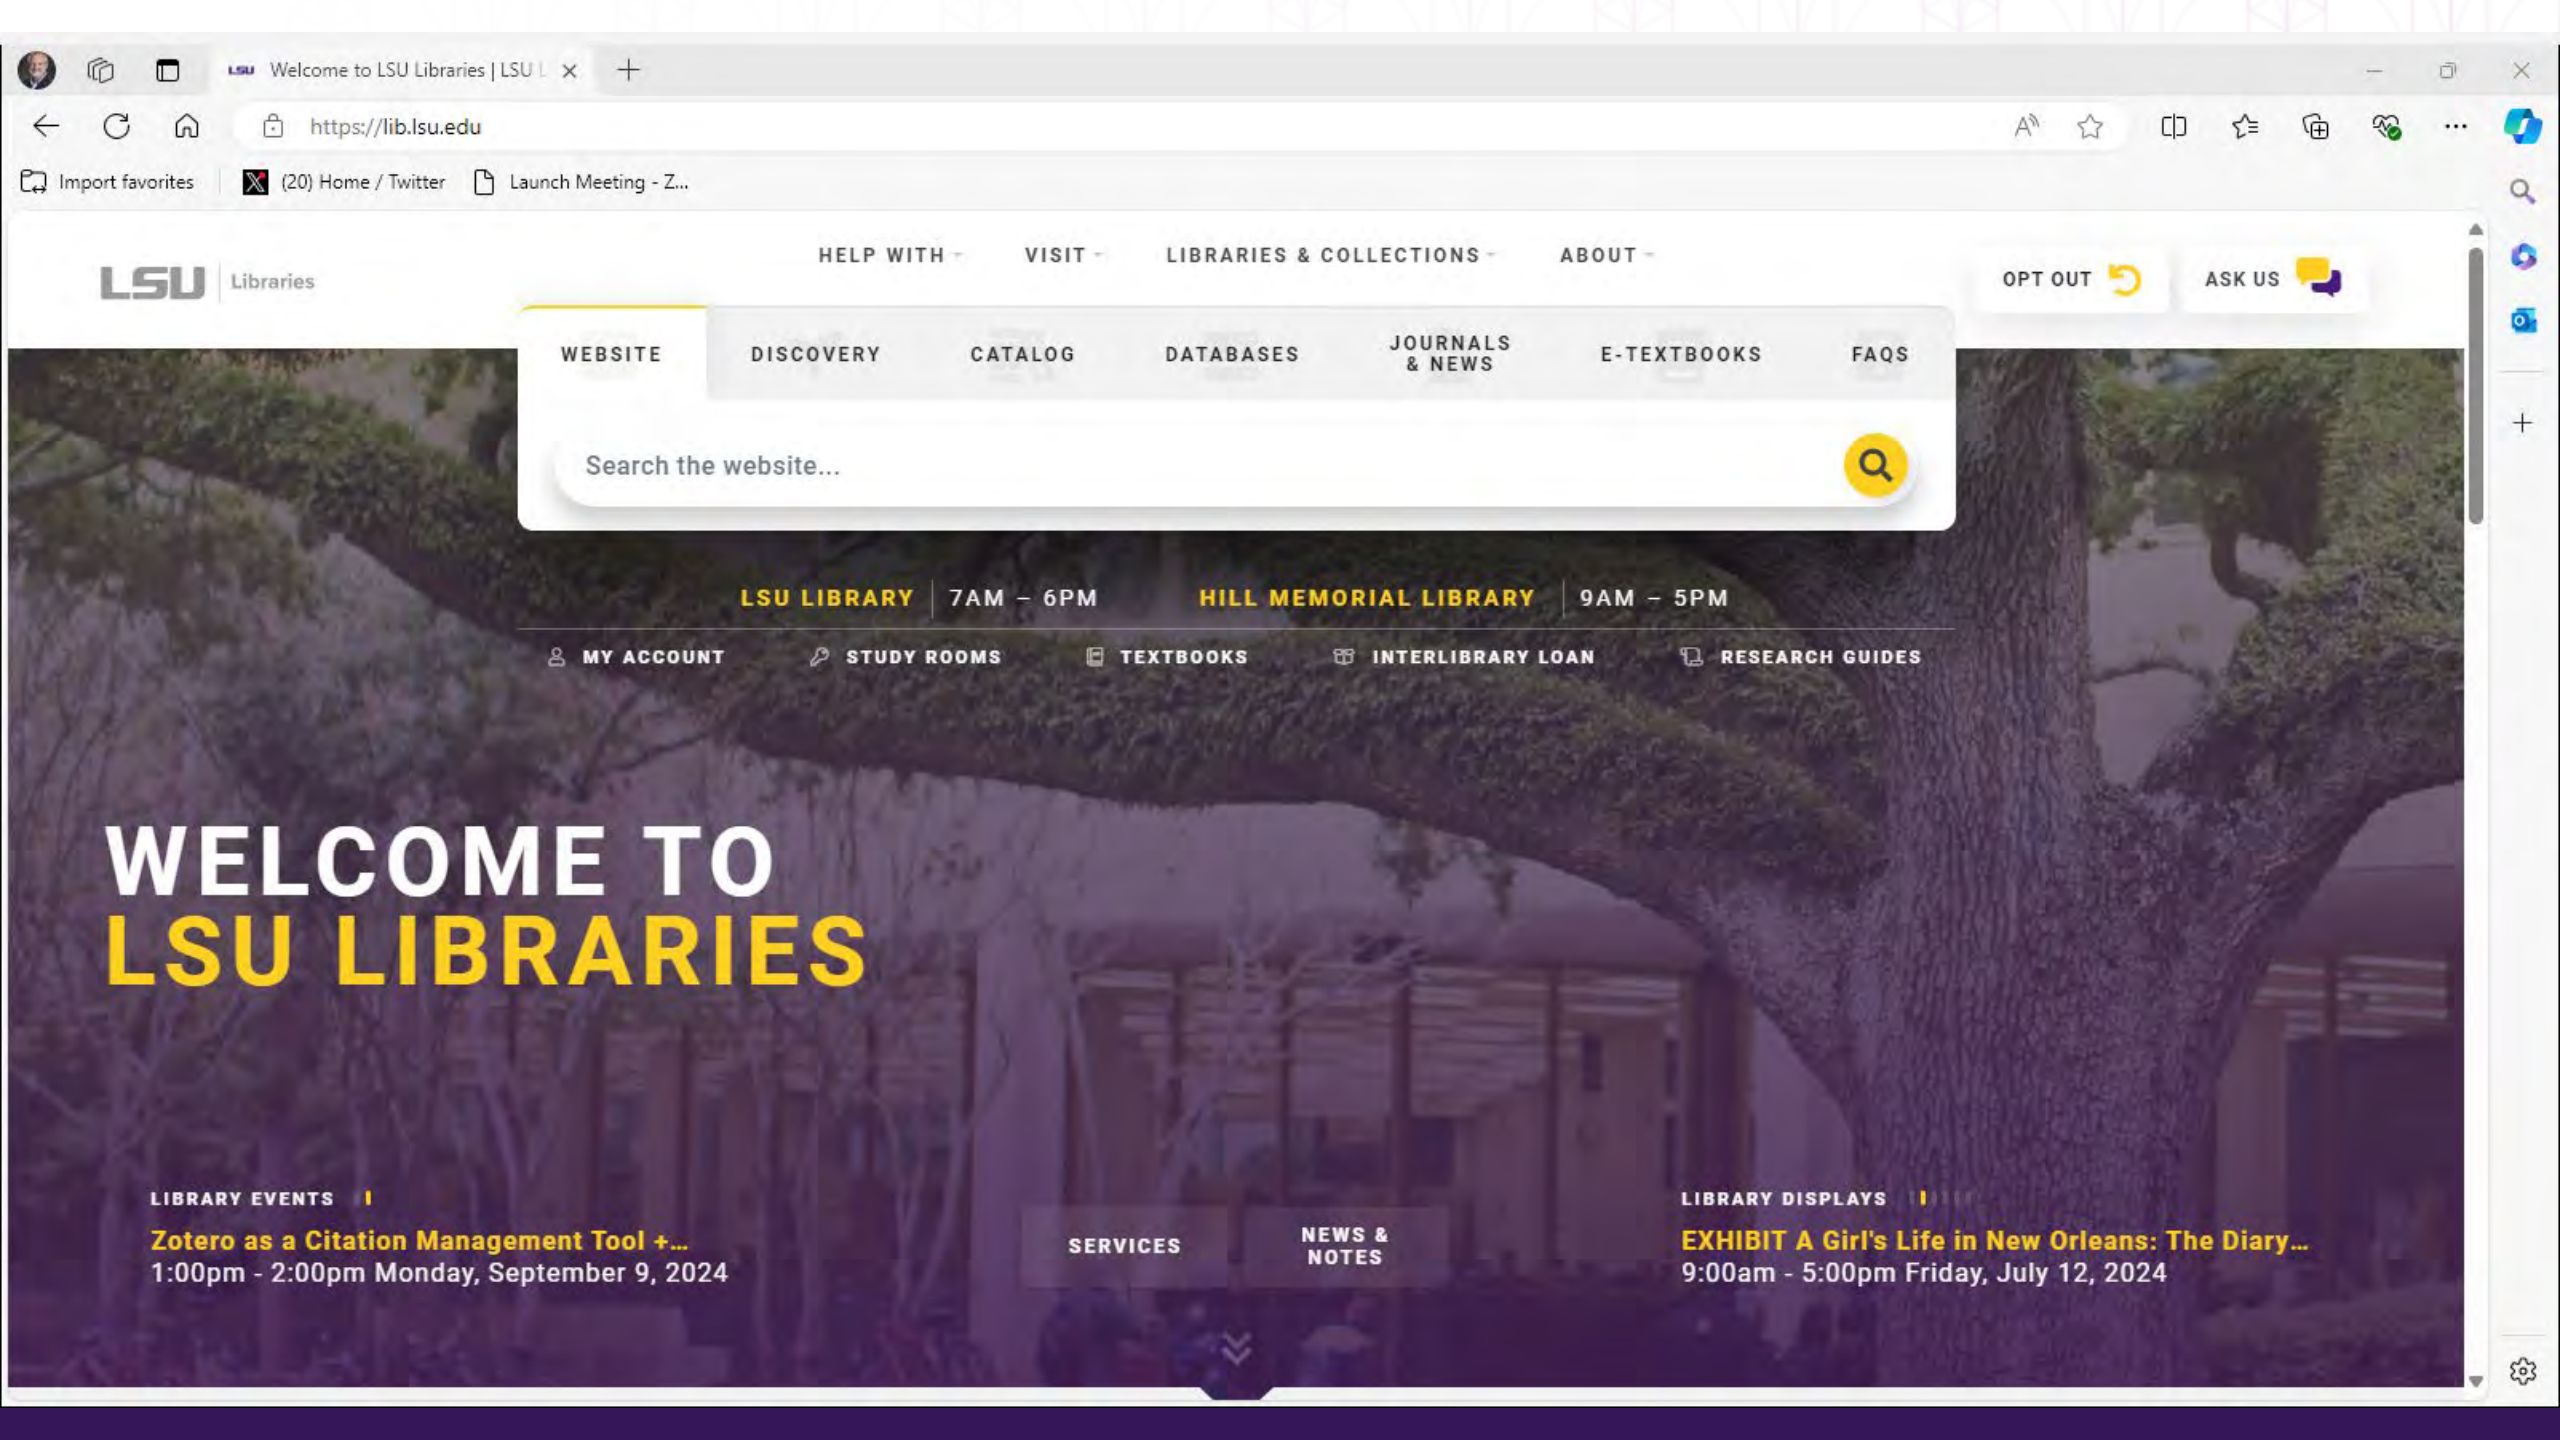 LSU Welcome to LSU Libraries | LSU L
https://lib.lsu.edu
Import favorites
(20) Home / Twitter
Launch Meeting - Z...
LSU Libraries
HELP WITH
VISIT
LIBRARIES & COLLECTIONS
ABOUT
OPT OUT
ASK US
WEBSITE
DISCOVERY
CATALOG
DATABASES
JOURNALS
& NEWS
E-TEXTBOOKS
FAQS
Search the website...
LSU LIBRARY 7AM – 6PM
HILL MEMORIAL LIBRARY 9AM – 5PM
MY ACCOUNT
STUDY ROOMS
TEXTBOOKS
INTERLIBRARY LOAN
RESEARCH GUIDES
WELCOME TO
LSU LIBRARIES
LIBRARY EVENTS
Zotero as a Citation Management Tool +...
1:00pm - 2:00pm Monday, September 9, 2024
SERVICES
NEWS &
NOTES
LIBRARY DISPLAYS
EXHIBIT A Girl's Life in New Orleans: The Diary...
9:00am - 5:00pm Friday, July 12, 2024